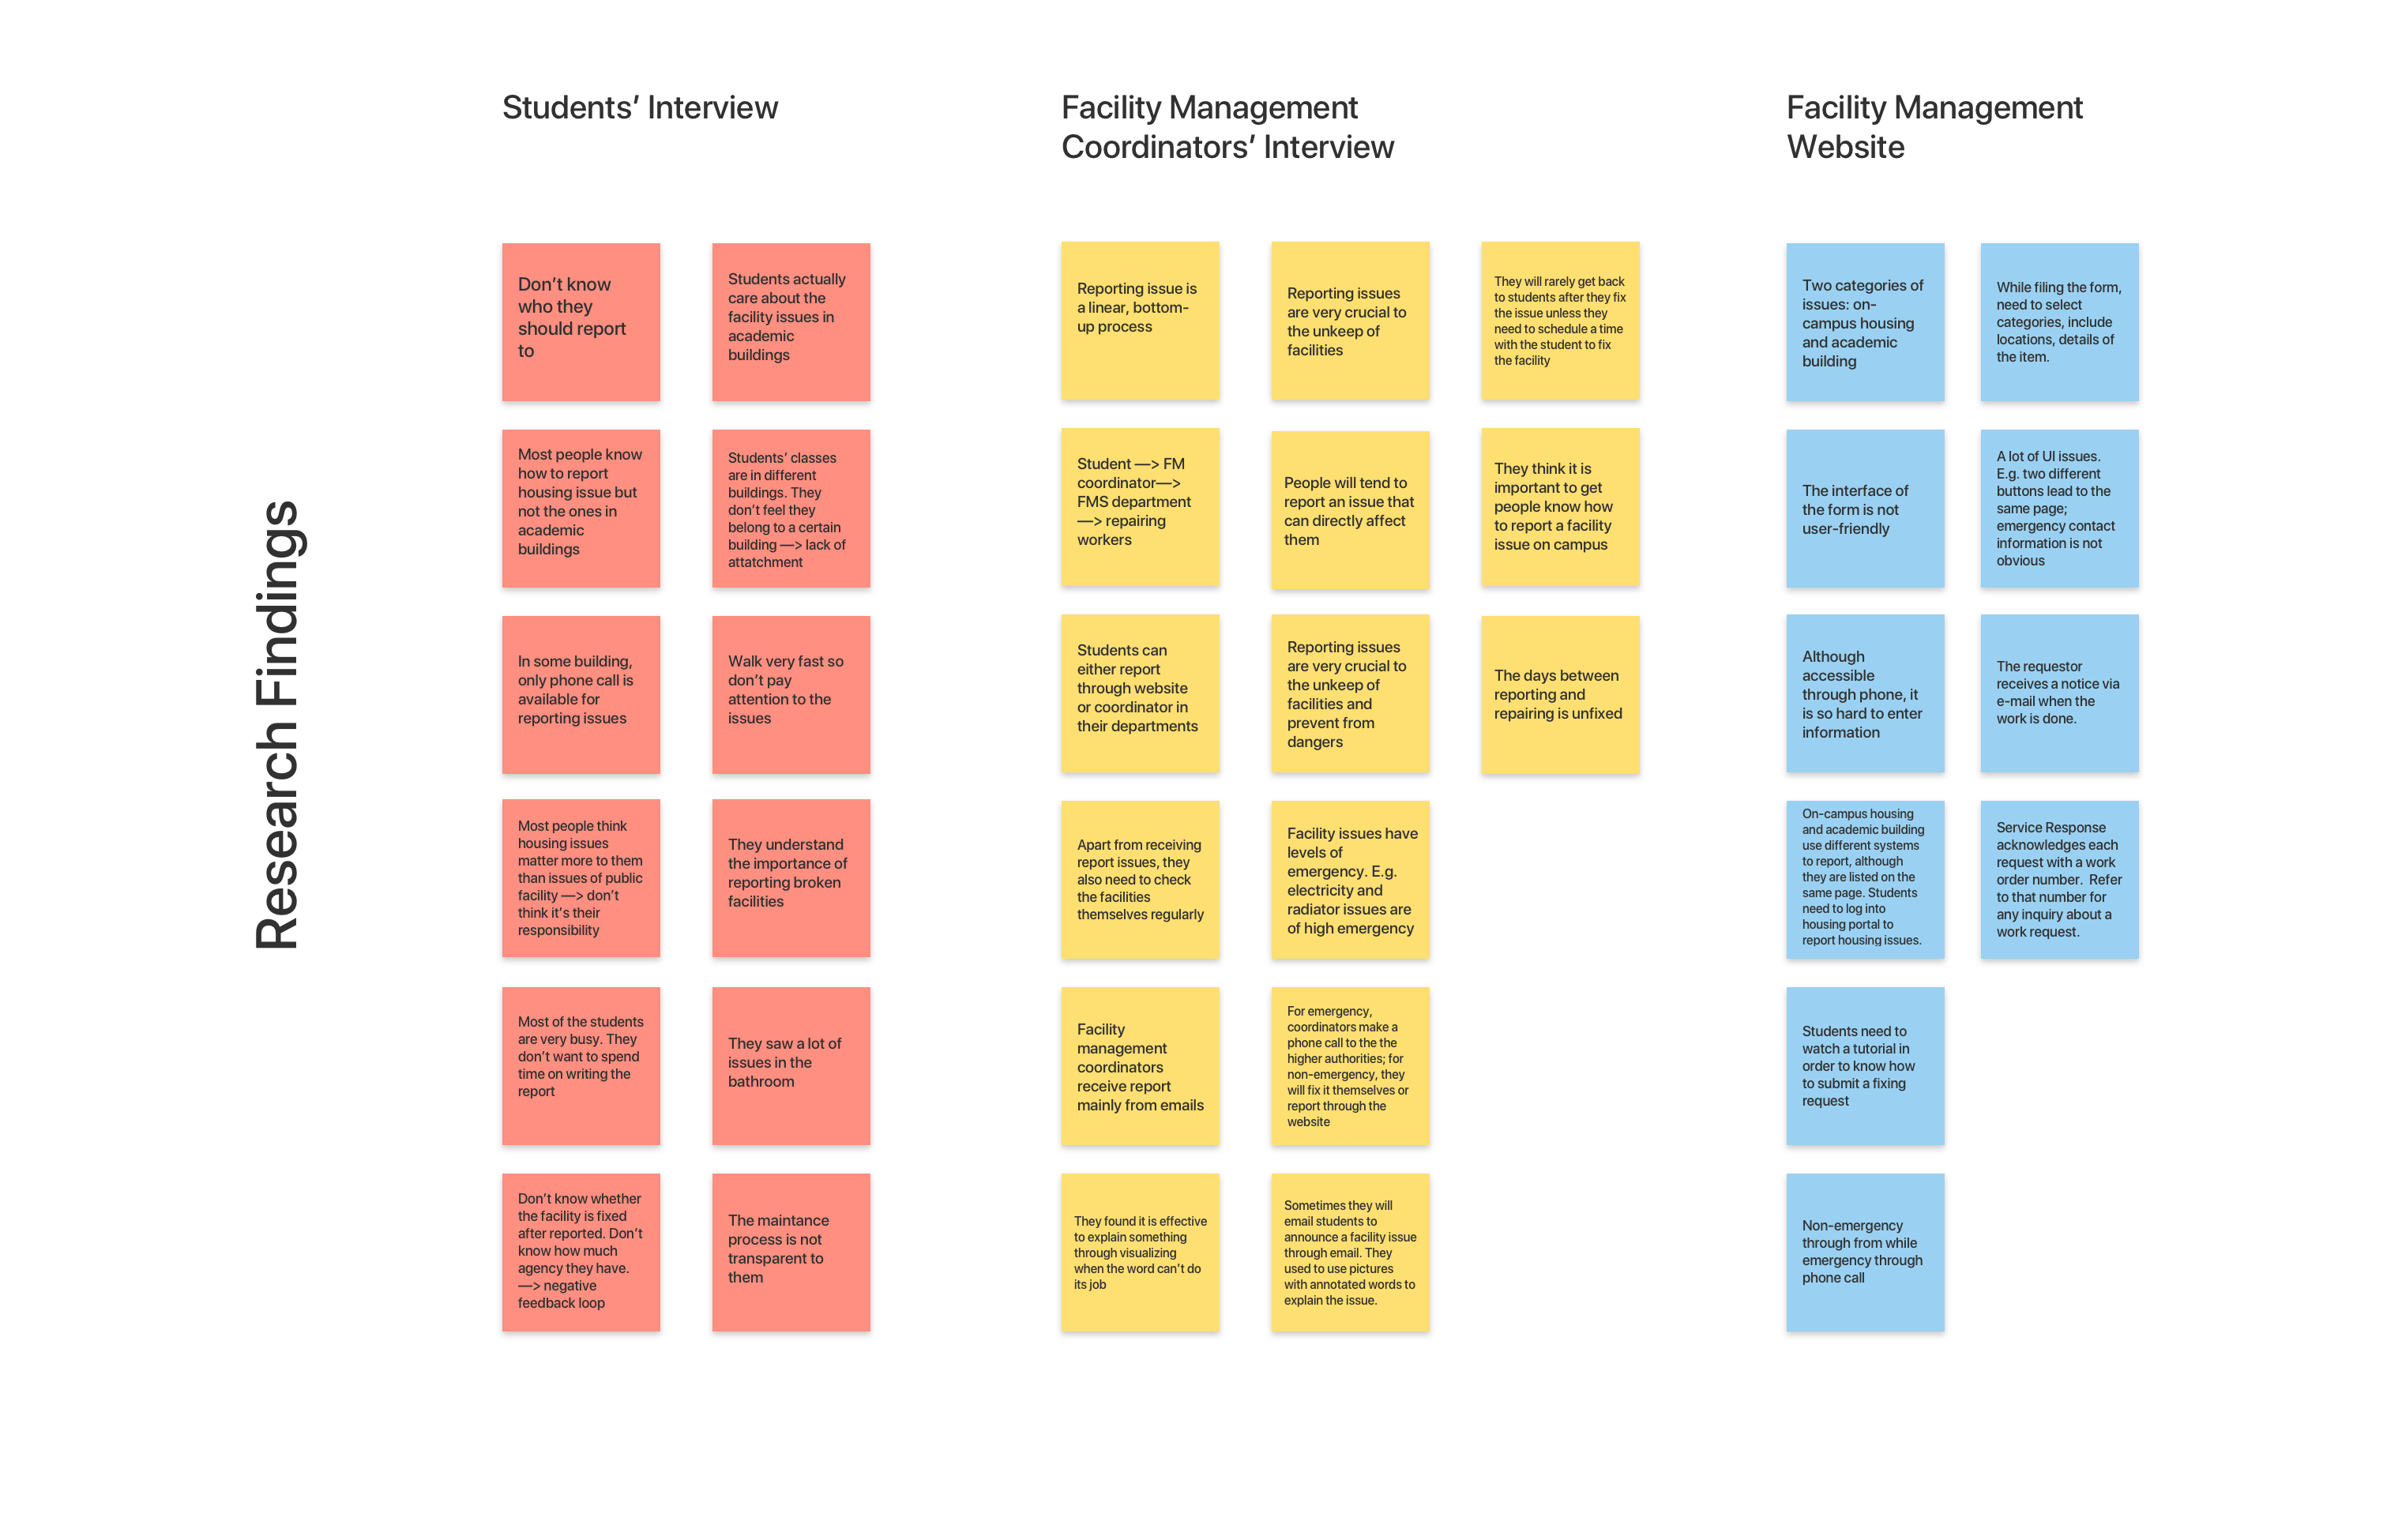 Research Findings
Students’ Interview
Don’t know
who they
should report
to
Students actually
care about the
facility issues in
academic
buildings
Most people know
how to report
housing issue but
not the ones in
academic
buildings
Students’ classes
are in different
buildings. They
don’t feel they
belong to a certain
building —> lack of
attatchment
In some building,
only phone call is
available for
reporting issues
Walk very fast so
don’t pay
attention to the
issues
Most people think
housing issues
matter more to them
than issues of public
facility —> don’t
think it’s their
responsibility
They understand
the importance of
reporting broken
facilities
Most of the students
are very busy. They
don’t want to spend
time on writing the
report
They saw a lot of
issues in the
bathroom
Don’t know whether
the facility is fixed
after reported. Don’t
know how much
agency they have.
—> negative
feedback loop
The maintance
process is not
transparent to
them
Facility Management
Coordinators’ Interview
Reporting issue is
a linear, bottom-
up process
Reporting issues
are very crucial to
the unkeep of
facilities
They will rarely get back
to students after they fix
the issue unless they
need to schedule a time
with the student to fix
the facility
Student —> FM
coordinator—>
FMS department
—> repairing
workers
People will tend to
report an issue that
can directly affect
them
They think it is
important to get
people know how
to report a facility
issue on campus
Students can
either report
through website
or coordinator in
their departments
Reporting issues
are very crucial to
the unkeep of
facilities and
prevent from
dangers
The days between
reporting and
repairing is unfixed
Apart from receiving
report issues, they
also need to check
the facilities
themselves regularly
Facility issues have
levels of
emergency. E.g.
electricity and
radiator issues are
of high emergency
Facility
management
coordinators
receive report
mainly from emails
For emergency,
coordinators make a
phone call to the the
higher authorities; for
non-emergency, they
will fix it themselves or
report through the
website
They found it is effective
to explain something
through visualizing
when the word can’t do
its job
Sometimes they will
email students to
announce a facility issue
through email. They
used to use pictures
with annotated words to
explain the issue.
Facility Management
Website
Two categories of
issues: on-
campus housing
and academic
building
While filing the form,
need to select
categories, include
locations, details of
the item.
The interface of
the form is not
user-friendly
A lot of UI issues.
E.g. two different
buttons lead to the
same page;
emergency contact
information is not
obvious
Although
accessible
through phone, it
is so hard to enter
information
The requestor
receives a notice via
e-mail when the
work is done.
On-campus housing
and academic building
use different systems
to report, although
they are listed on the
same page. Students
need to log into
housing portal to
report housing issues.
Service Response
acknowledges each
request with a work
order number.  Refer
to that number for
any inquiry about a
work request.
Students need to
watch a tutorial in
order to know how
to submit a fixing
request
Non-emergency
through from while
emergency through
phone call